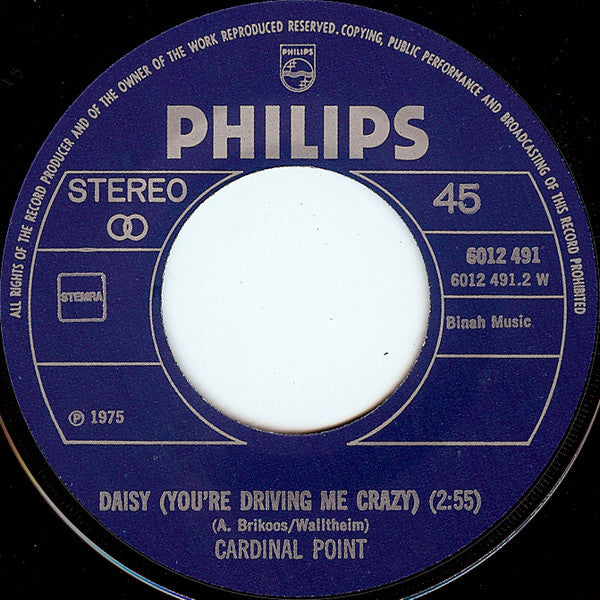 ALL RIGHTS OF THE RECORD PRODUCER AND OF THE OWNER OF THE WORK REPRODUCED RESERVED. COPYING, PUBLIC PERFORMANCE AND BROADCASTING OF THIS RECORD PROHIBITED
PHILIPS
PHILIPS
STEREO
45
6012 491
6012 491.2 W
STEMRA
Binah Music
℗ 1975
DAISY (YOU'RE DRIVING ME CRAZY) (2:55)
(A. Brikoos/Walltheim)
CARDINAL POINT